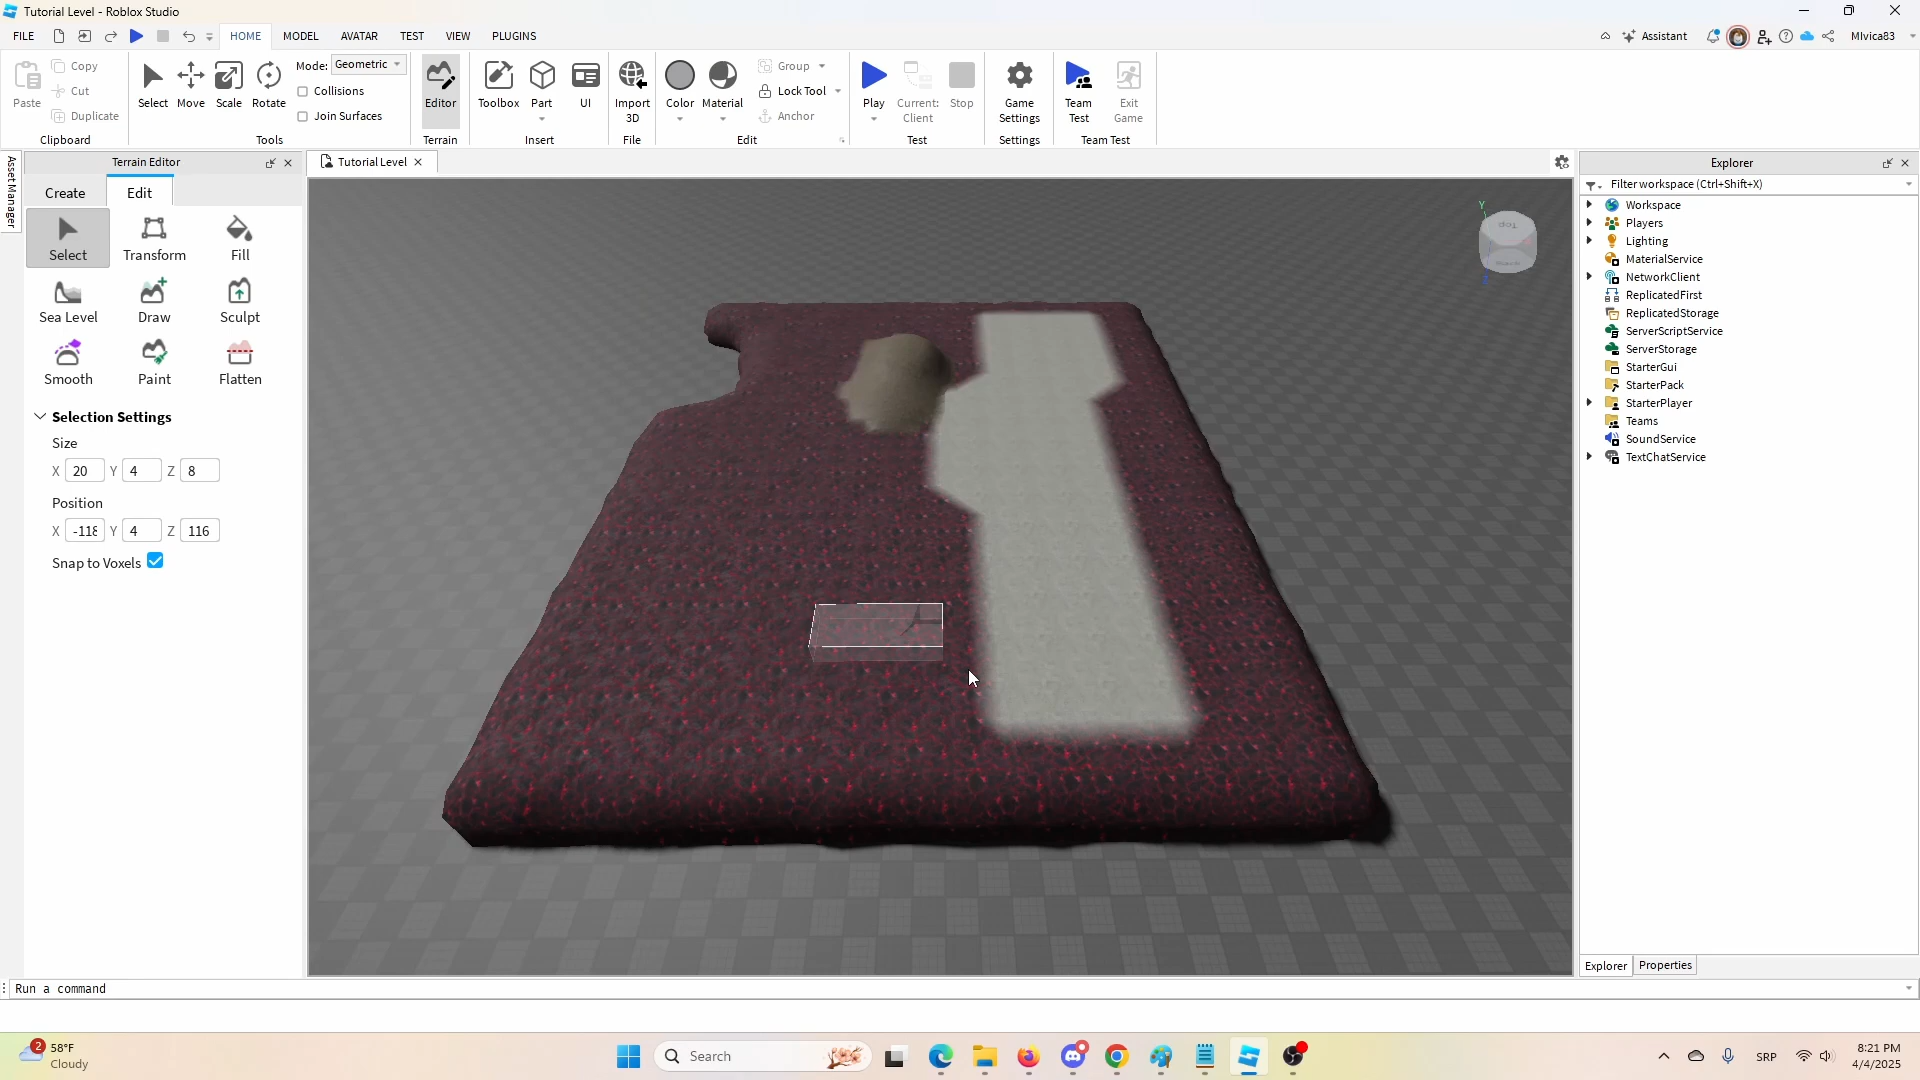 Tutorial Level - Roblox Studio
FILE HOME MODEL AVATAR TEST VIEW PLUGINS Assistant MIvica83
Paste Copy Cut Duplicate Clipboard
Select Move Scale Rotate Mode: Geometric Collisions Join Surfaces Tools
Editor Terrain
Toolbox Part UI Insert
Import 3D File
Color Material Group Lock Tool Anchor Edit
Play Current: Client Stop Test
Game Settings Settings
Team Test Exit Game Team Test
Asset Manager
Terrain Editor
Create Edit
Select Transform Fill
Sea Level Draw Sculpt
Smooth Paint Flatten
Selection Settings
Size
X 20 Y 4 Z 8
Position
X -118 Y 4 Z 116
Snap to Voxels
Tutorial Level
Y
Top
Explorer
Filter workspace (Ctrl+Shift+X)
Workspace
Players
Lighting
MaterialService
NetworkClient
ReplicatedFirst
ReplicatedStorage
ServerScriptService
ServerStorage
StarterGui
StarterPack
StarterPlayer
Teams
SoundService
TextChatService
Explorer Properties
Run a command
2 58°F
Cloudy
Search
SRP
8:21 PM
4/4/2025